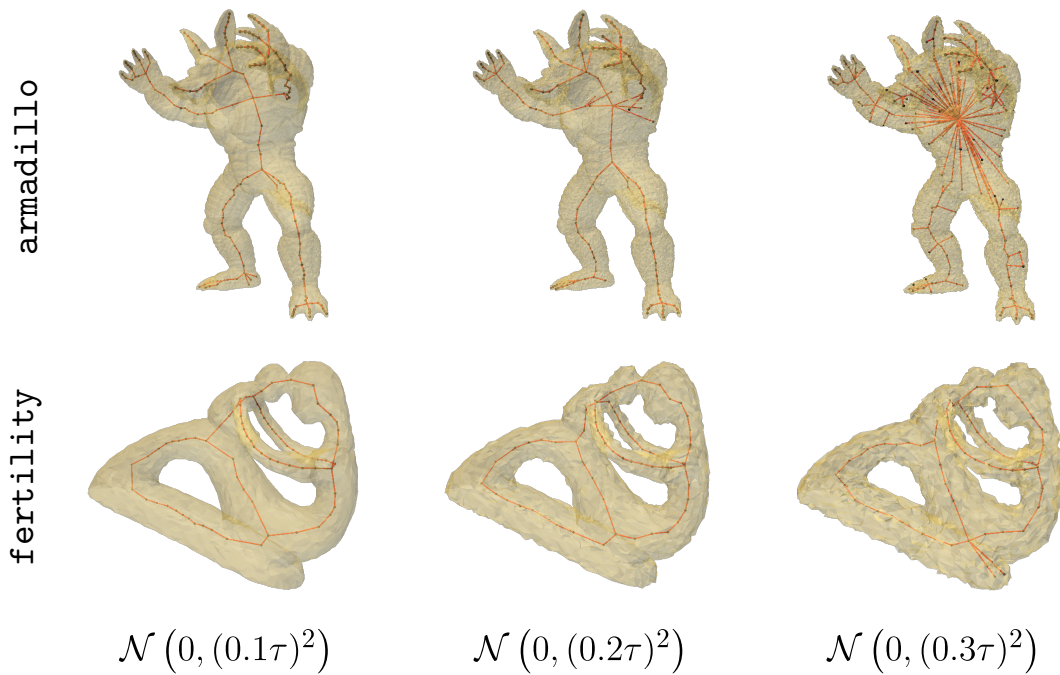 armadillo
fertility
𝒩 (0, (0.1τ)²)
𝒩 (0, (0.2τ)²)
𝒩 (0, (0.3τ)²)